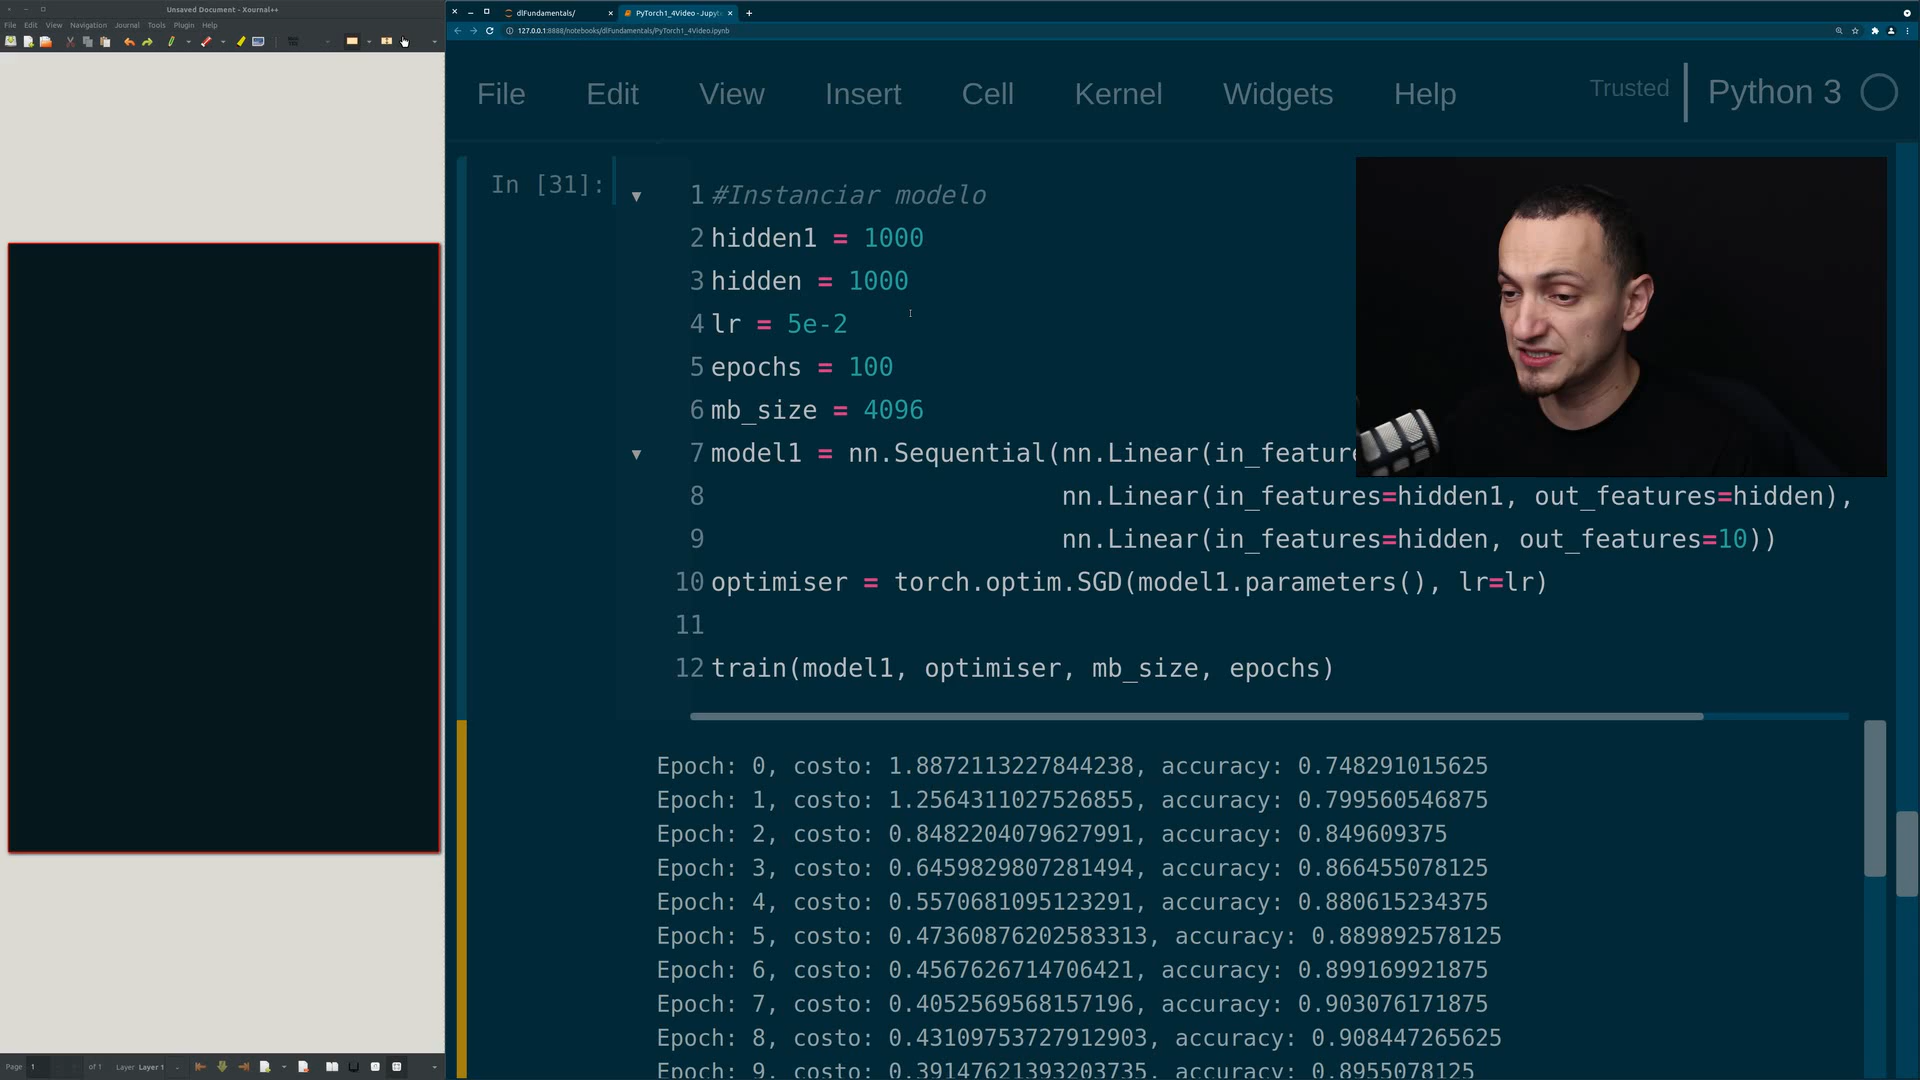 Unsaved Document - Xournal++
File Edit View Navigation Journal Tools Plugin Help
Page 1 of 1 Layer Layer 1
dlFundamentals/
PyTorch1_4Video - Jupyt
127.0.0.1:8888/notebooks/dlFundamentals/PyTorch1_4Video.ipynb
File Edit View Insert Cell Kernel Widgets Help
Trusted Python 3
In [31]:
1 #Instanciar modelo
2 hidden1 = 1000
3 hidden = 1000
4 lr = 5e-2
5 epochs = 100
6 mb_size = 4096
7 model1 = nn.Sequential(nn.Linear(in_feature
8 nn.Linear(in_features=hidden1, out_features=hidden),
9 nn.Linear(in_features=hidden, out_features=10))
10 optimiser = torch.optim.SGD(model1.parameters(), lr=lr)
11
12 train(model1, optimiser, mb_size, epochs)
Epoch: 0, costo: 1.8872113227844238, accuracy: 0.748291015625
Epoch: 1, costo: 1.2564311027526855, accuracy: 0.799560546875
Epoch: 2, costo: 0.8482204079627991, accuracy: 0.849609375
Epoch: 3, costo: 0.6459829807281494, accuracy: 0.866455078125
Epoch: 4, costo: 0.5570681095123291, accuracy: 0.880615234375
Epoch: 5, costo: 0.47360876202583313, accuracy: 0.889892578125
Epoch: 6, costo: 0.4567626714706421, accuracy: 0.899169921875
Epoch: 7, costo: 0.4052569568157196, accuracy: 0.903076171875
Epoch: 8, costo: 0.43109753727912903, accuracy: 0.908447265625
Epoch: 9, costo: 0.39147621393203735, accuracy: 0.8955078125